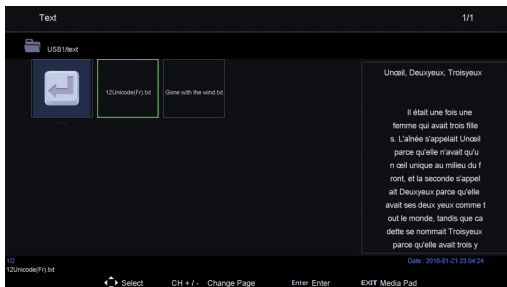 Text
1/1
USB1/text
12Unicode(Fr).txt
Gone with the wind.txt
...
Unœil, Deuxyeux, Troisyeux
Il était une fois une
femme qui avait trois fille
s. L'aînée s'appelait Unœil
parce qu'elle n'avait qu'u
n œil unique au milieu du f
ront, et la seconde s'appel
ait Deuxyeux parce qu'elle
avait ses deux yeux comme t
out le monde, tandis que ca
dette se nommait Troisyeux
parce qu'elle avait trois y
1/2
Date : 2010-01-21 23:04:24
12Unicode(Fr).txt
Select
CH + / - Change Page
Enter Enter
EXIT Media Pad